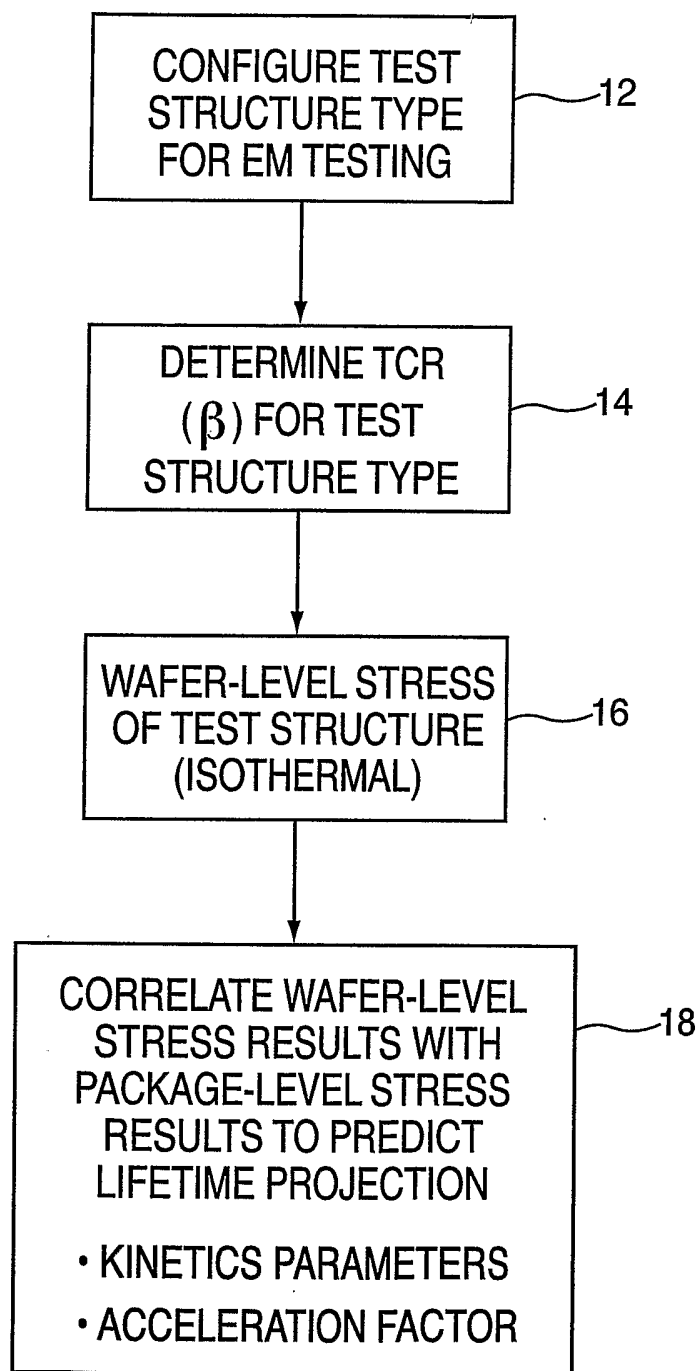 CONFIGURE TEST
STRUCTURE TYPE
FOR EM TESTING
12
DETERMINE TCR
(β) FOR TEST
STRUCTURE TYPE
14
WAFER-LEVEL STRESS
OF TEST STRUCTURE
(ISOTHERMAL)
16
CORRELATE WAFER-LEVEL
STRESS RESULTS WITH
PACKAGE-LEVEL STRESS
RESULTS TO PREDICT
LIFETIME PROJECTION
• KINETICS PARAMETERS
• ACCELERATION FACTOR
18